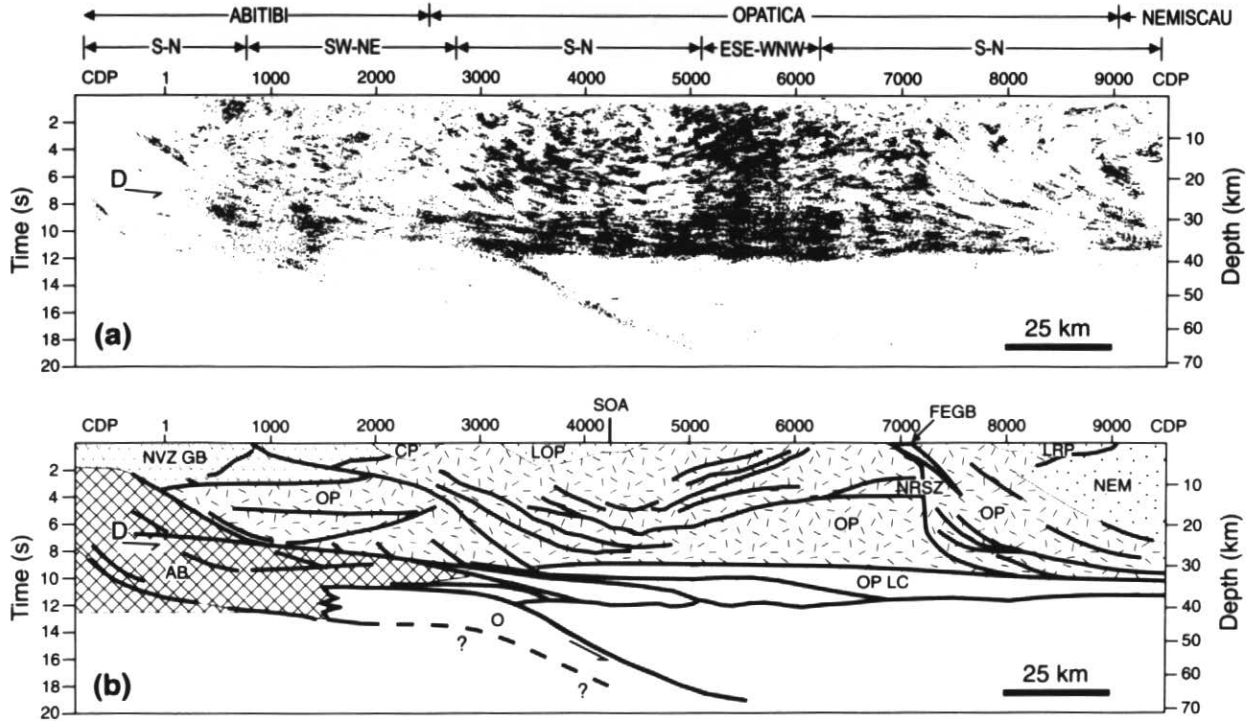 ABITIBI OPATICA NEMISCAU
S-N SW-NE S-N ESE-WNW S-N
CDP 1 1000 2000 3000 4000 5000 6000 7000 8000 9000 CDP
2
4
6
8
10
12
14
16
18
20
Time (s)
10
20
30
40
50
60
70
Depth (km)
D
(a)
25 km
SOA FEGB
CDP 1 1000 2000 3000 4000 5000 6000 7000 8000 9000 CDP
NVZ GB CP LOP LRP
OP NRSZ NEM
OP OP
D
AB
OP LC
O
?
?
2
4
6
8
10
12
14
16
18
20
Time (s)
10
20
30
40
50
60
70
Depth (km)
(b)
25 km